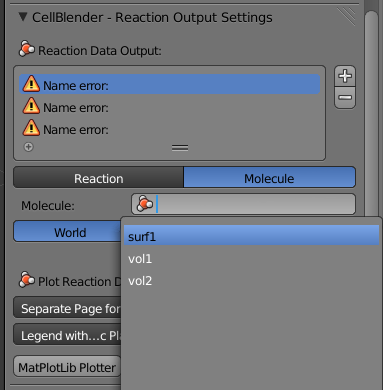 CellBlender - Reaction Output Settings
Reaction Data Output:
Name error:
Name error:
Name error:
Reaction Molecule
Molecule:
World
surf1
vol1
vol2
Plot Reaction D
Separate Page for
Legend with...c Pla
MatPlotLib Plotter